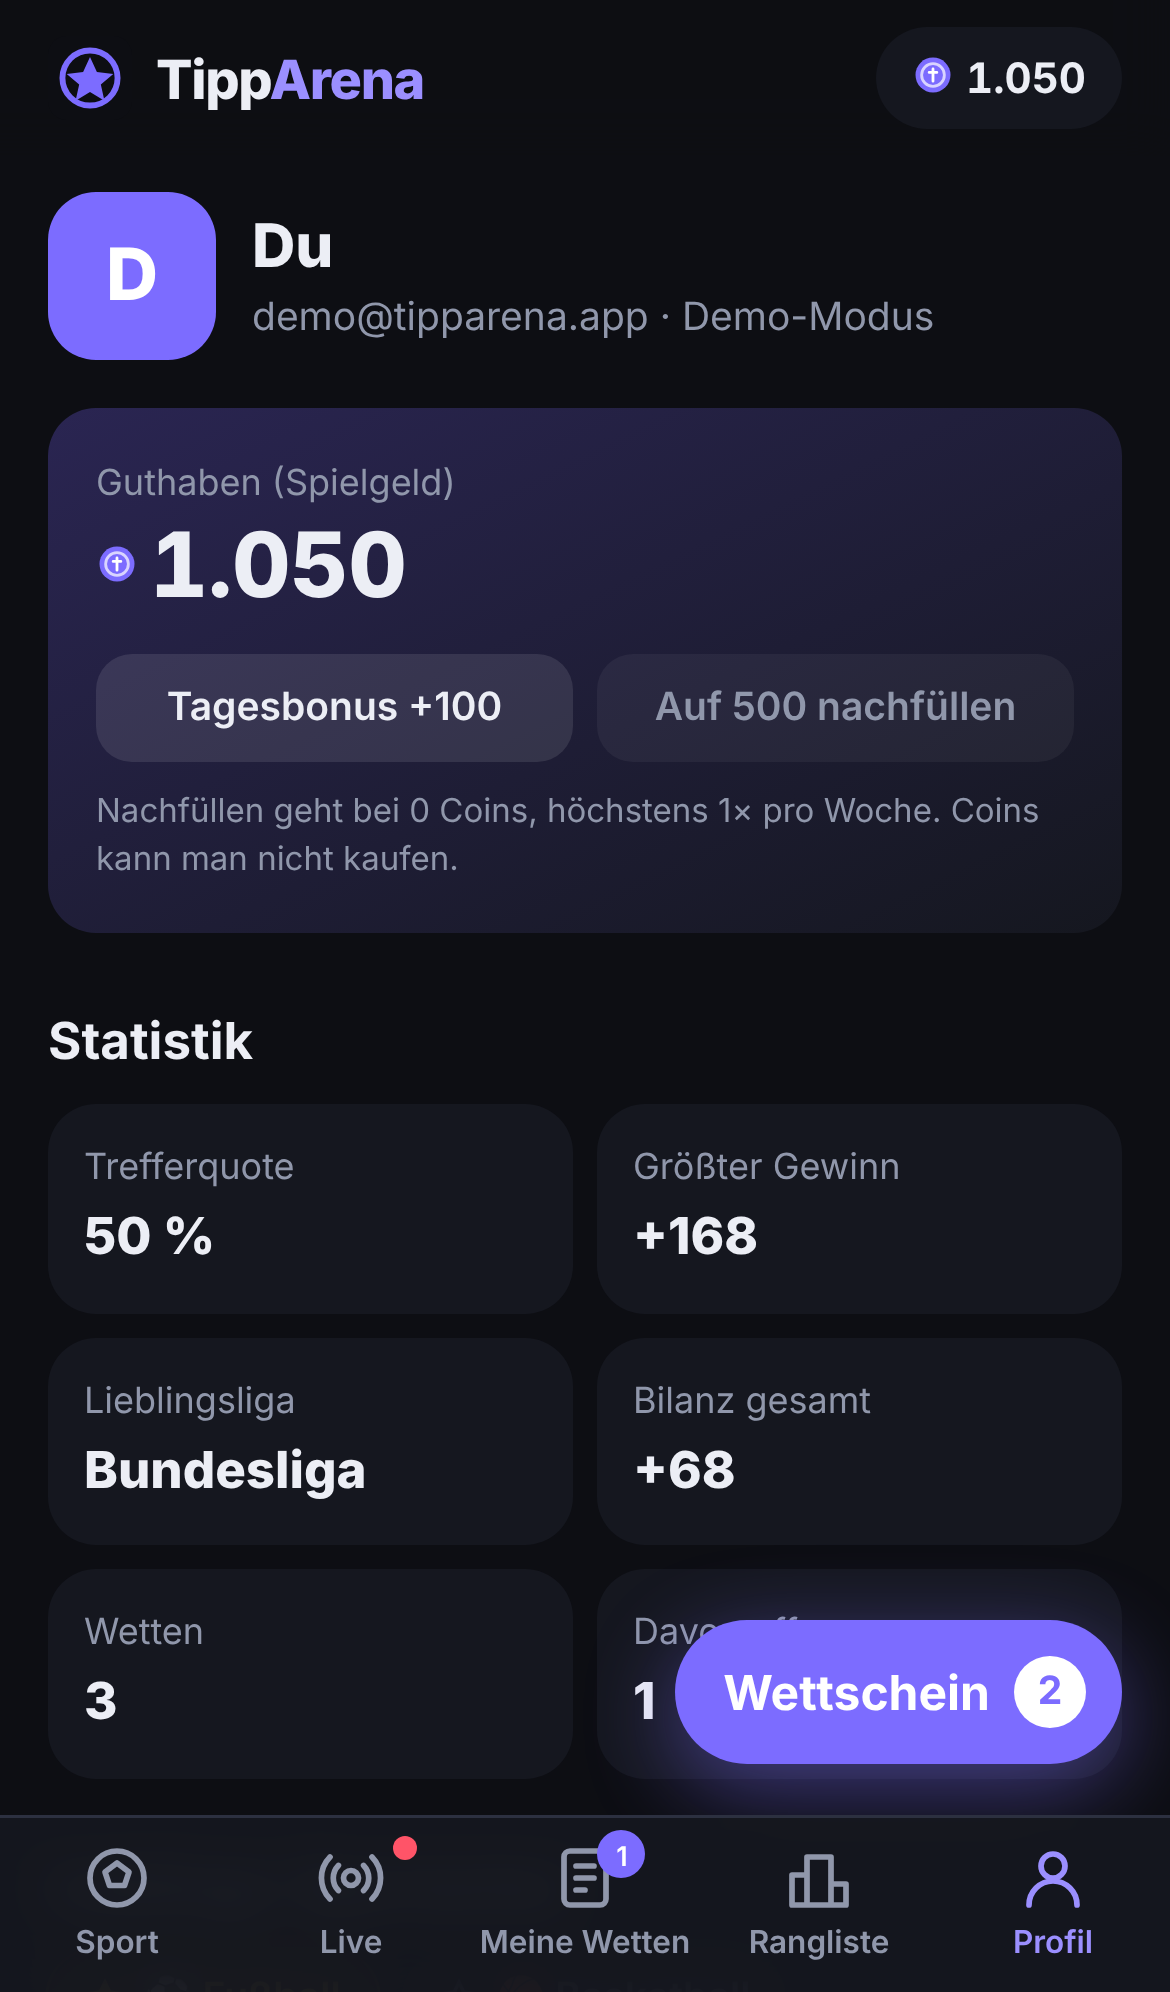 TippArena
1.050
D
Du
demo@tipparena.app · Demo-Modus
Guthaben (Spielgeld)
1.050
Tagesbonus +100
Auf 500 nachfüllen
Nachfüllen geht bei 0 Coins, höchstens 1× pro Woche. Coins
kann man nicht kaufen.
Statistik
Trefferquote
50 %
Größter Gewinn
+168
Lieblingsliga
Bundesliga
Bilanz gesamt
+68
Wetten
3
1
Wettschein 2
1
Sport
Live
Meine Wetten
Rangliste
Profil